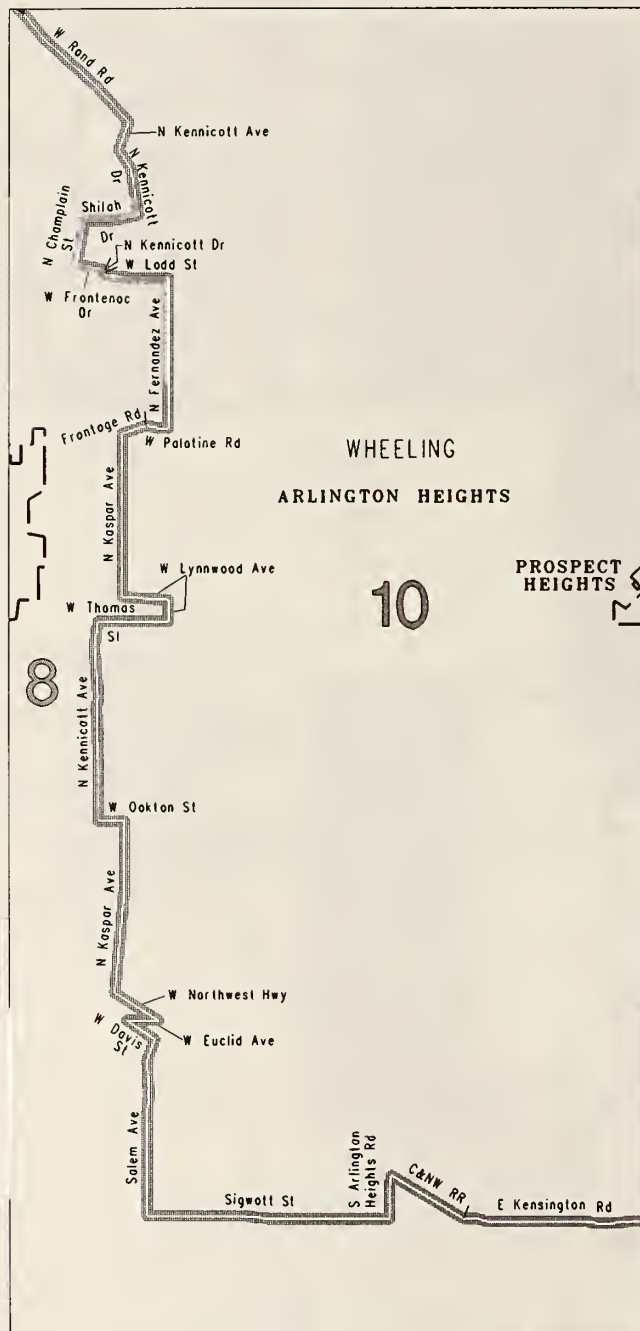 W Rand Rd
N Kennicott Ave
N Kennicott
Dr
Shilah
Dr
N Champlain
St
N Kennicott Dr
W Lodd St
W Frontenoc
Dr
N Fernandez Ave
Frontage Rd
W Palatine Rd
WHEELING
ARLINGTON HEIGHTS
N Kaspar Ave
W Lynnwood Ave
PROSPECT
HEIGHTS
10
W Thomas
St
8
N Kennicatt Ave
W Ookton St
N Kaspar Ave
W Northwest Hwy
W Davis
St
W Euclid Ave
Salem Ave
S Arlington
Heights Rd
C&NW RR
Sigwott St
E Kensington Rd